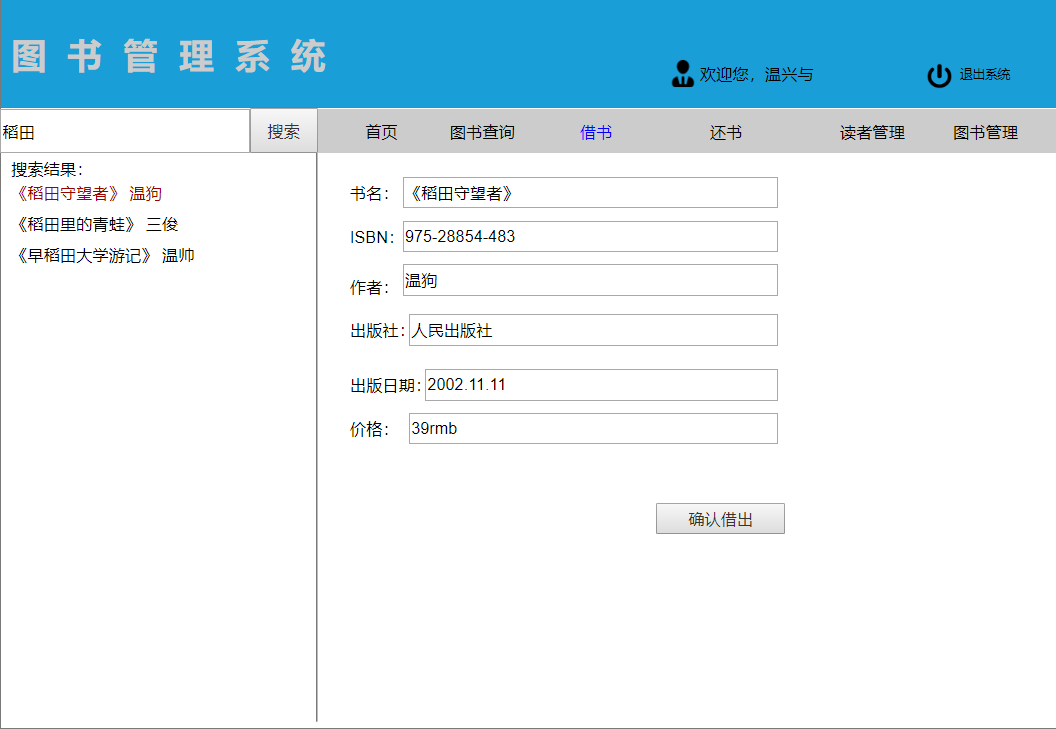 图书管理系统
欢迎您，温兴与
退出系统
稻田
搜索
首页
图书查询
借书
还书
读者管理
图书管理
搜索结果：
《稻田守望者》 温狗
《稻田里的青蛙》 三俊
《早稻田大学游记》 温帅
书名： 《稻田守望者》
ISBN： 975-28854-483
作者： 温狗
出版社： 人民出版社
出版日期： 2002.11.11
价格： 39rmb
确认借出